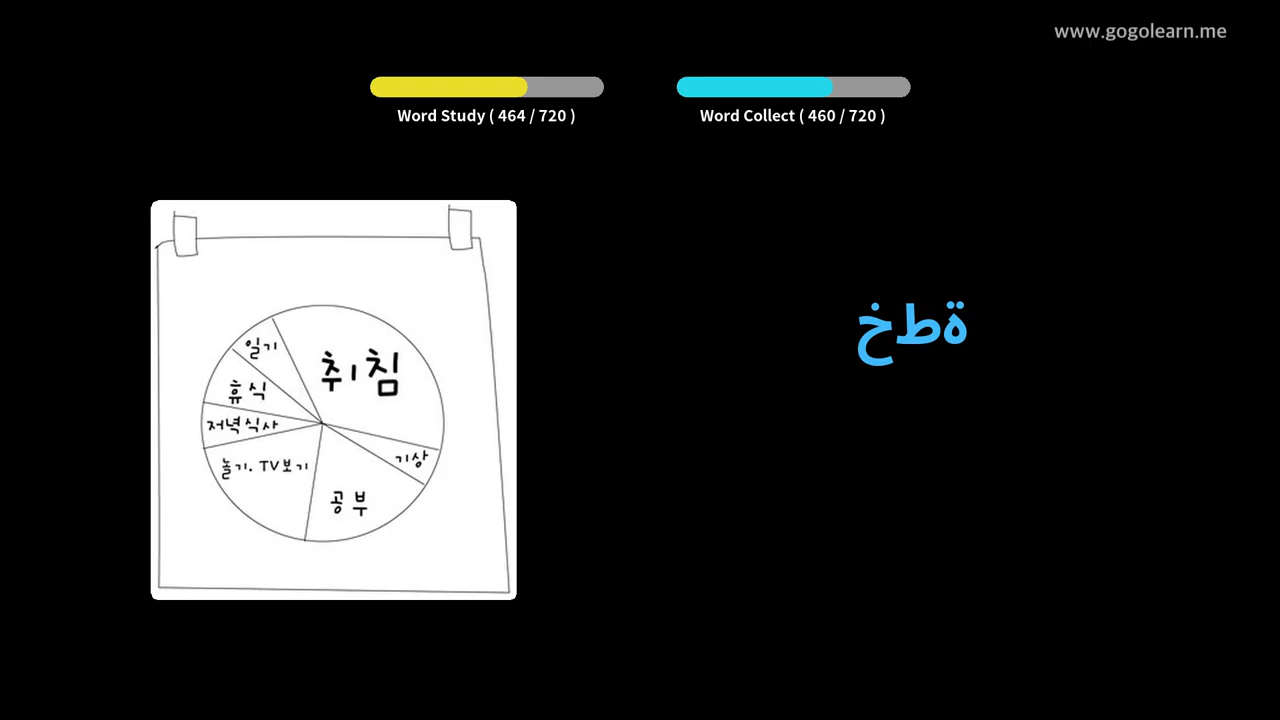 www.gogolearn.me
Word Study ( 464 / 720 )
Word Collect ( 460 / 720 )
일기
취침
휴식
저녁식사
놀기. TV보기
기상
공부
ةطخ